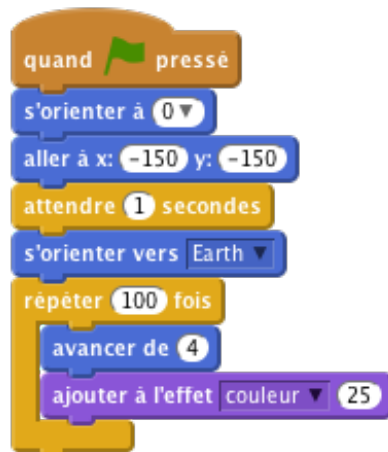 quand pressé
s'orienter à 0
aller à x: -150 y: -150
attendre 1 secondes
s'orienter vers Earth
répéter 100 fois
avancer de 4
ajouter à l'effet couleur 25